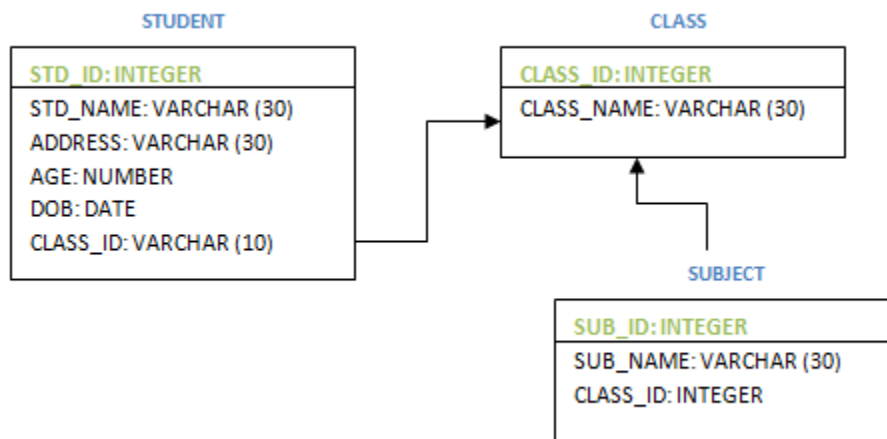 STUDENT
STD_ID: INTEGER
STD_NAME: VARCHAR (30)
ADDRESS: VARCHAR (30)
AGE: NUMBER
DOB: DATE
CLASS_ID: VARCHAR (10)
CLASS
CLASS_ID: INTEGER
CLASS_NAME: VARCHAR (30)
SUBJECT
SUB_ID: INTEGER
SUB_NAME: VARCHAR (30)
CLASS_ID: INTEGER